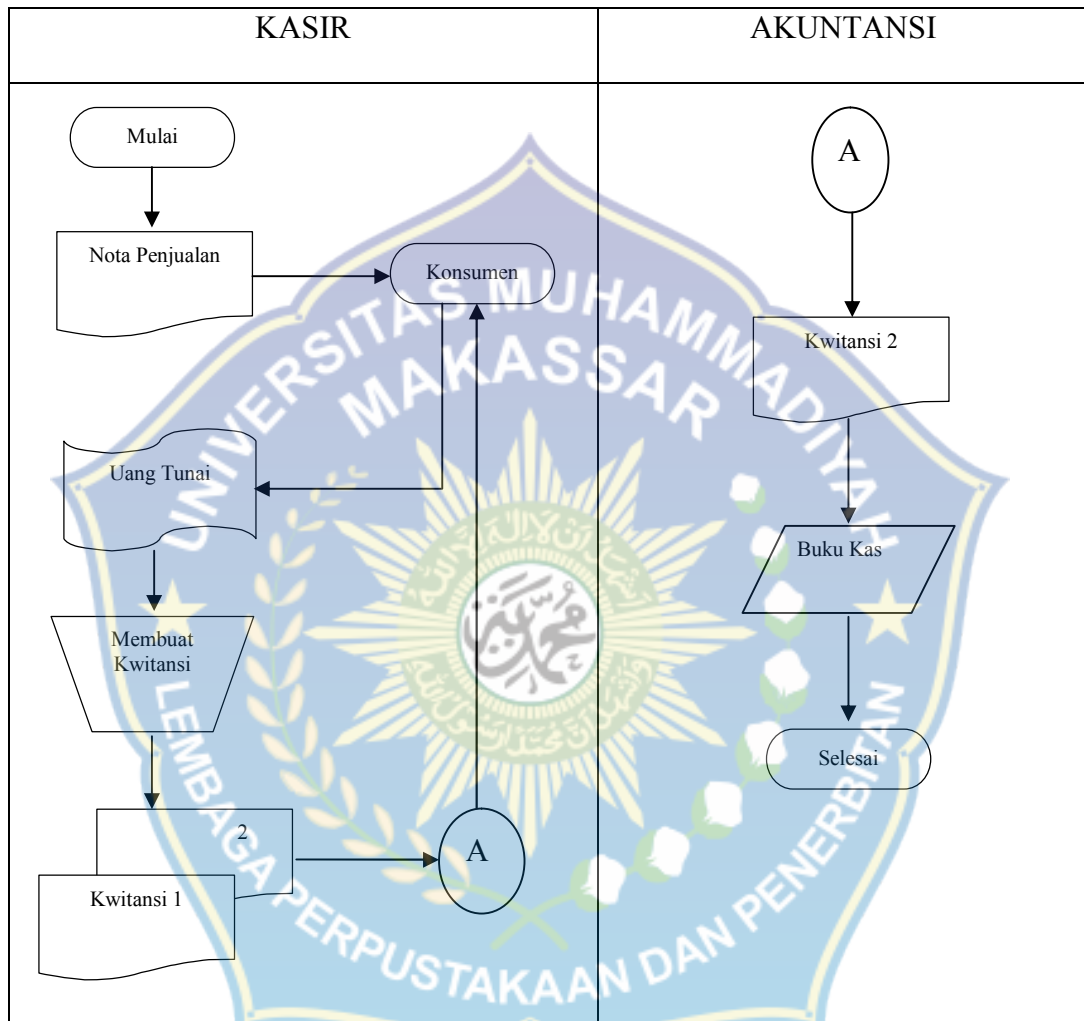 KASIR
AKUNTANSI
Mulai
Nota Penjualan
Konsumen
Uang Tunai
Membuat
Kwitansi
2
Kwitansi 1
A
A
Kwitansi 2
Buku Kas
Selesai
UNIVERSITAS MUHAMMADIYAH
MAKASSAR
LEMBAGA PERPUSTAKAAN DAN PENERBITAN